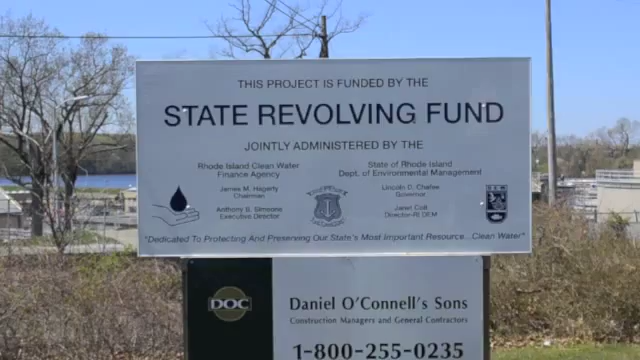 THIS PROJECT IS FUNDED BY THE
STATE REVOLVING FUND
JOINTLY ADMINISTERED BY THE
Rhode Island Clean Water
Finance Agency
James M. Hagerty
Chairman
Anthony B. Simeone
Executive Director
State of Rhode Island
Dept. of Environmental Management
Lincoln D. Chafee
Governor
Janet Coit
Director-RI DEM
"Dedicated To Protecting And Preserving Our State's Most Important Resource...Clean Water"
DOC
Daniel O'Connell's Sons
Construction Managers and General Contractors
1-800-255-0235